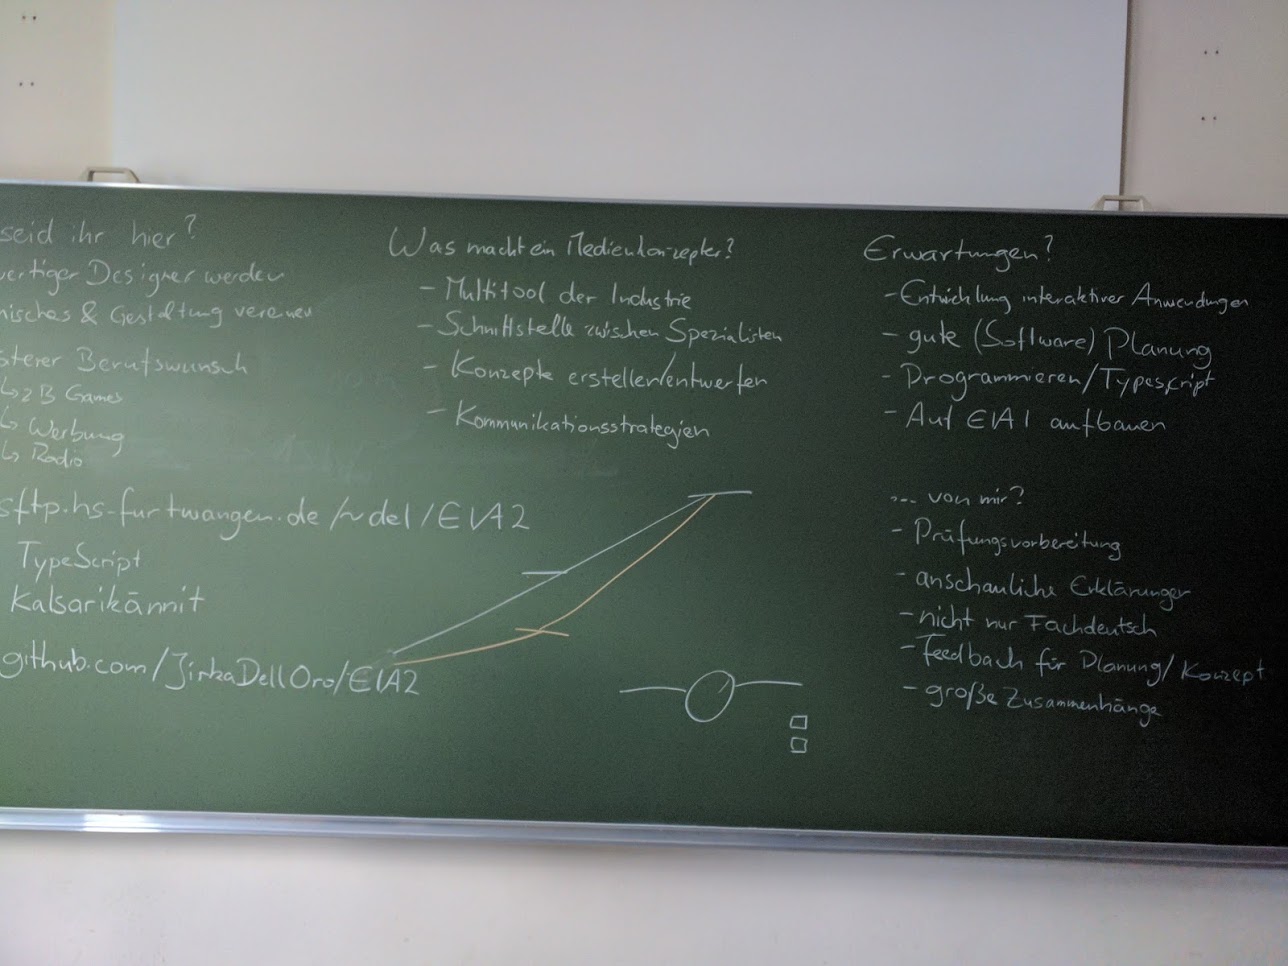 seid ihr hier?
wertiger Designer werden
nisches & Gestaltung vereinen
äterer Berufswunsch
↳ zB Games
↳ Werbung
↳ Radio
sftp.hs-furtwangen.de/~del/EIA2
TypeScript
Kalsarikännit
github.com/JirkaDellOro/EIA2
Was macht ein Medienkonzepter?
- Multitool der Industrie
- Schnittstelle zwischen Spezialisten
- Konzepte erstellen/entwerfen
- Kommunikationsstrategien
Erwartungen?
- Entwicklung interaktiver Anwendungen
- gute (Software) Planung
- Programmieren/Typescript
- Auf EIA1 aufbauen
... von mir?
- Prüfungsvorbereitung
- anschauliche Erklärungen
- nicht nur Fachdeutsch
- Feedback für Planung/Konzept
- große Zusammenhänge